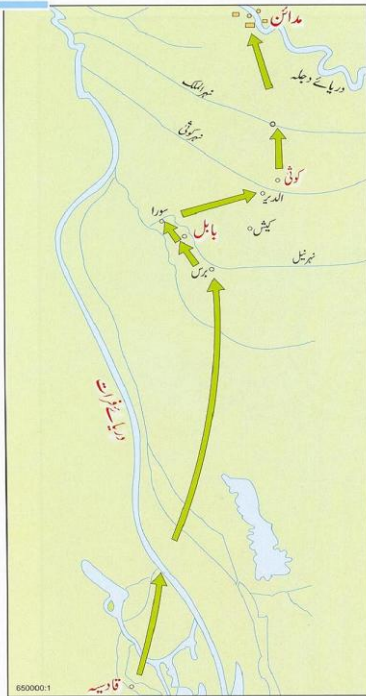 مدائن
دریائے دجلہ
نہر الملک
نہر کوثیٰ
کوثیٰ
الدیر
سورا
بابل
کیش
برس
نہر نیل
دریائے فرات
قادسیہ
650000:1